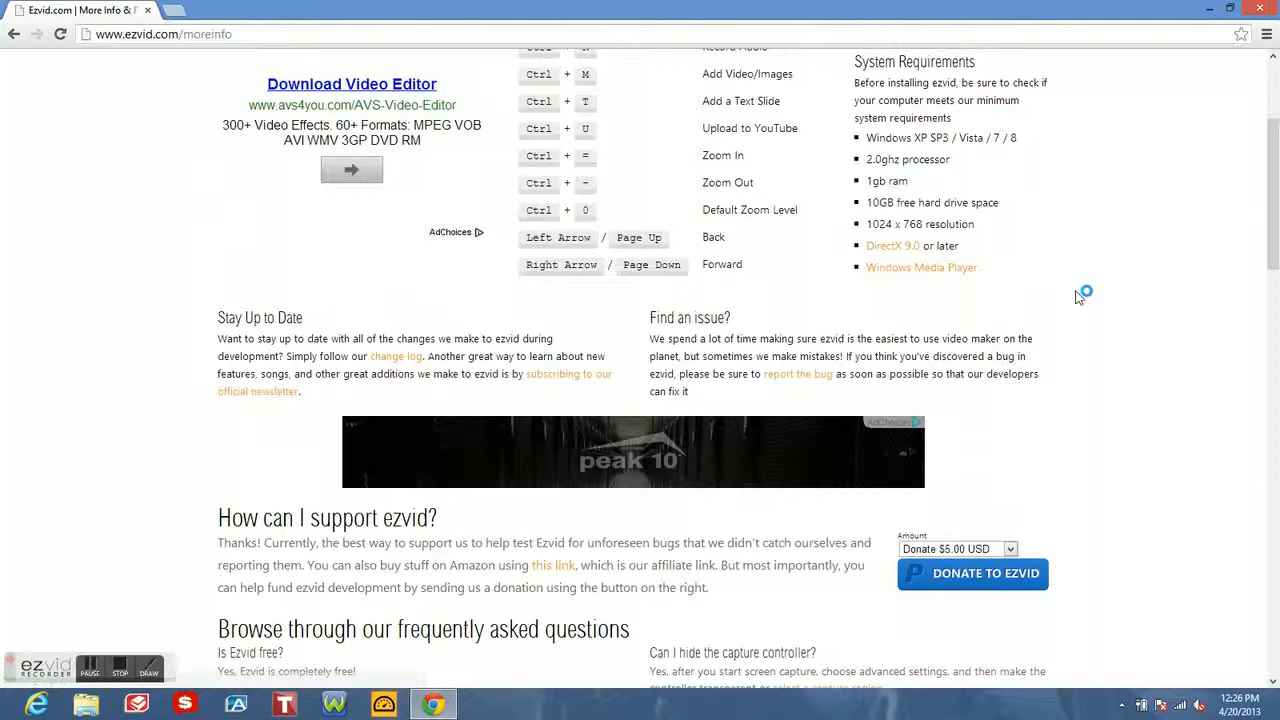 Ezvid.com | More Info & F
www.ezvid.com/moreinfo
Download Video Editor
www.avs4you.com/AVS-Video-Editor
300+ Video Effects. 60+ Formats: MPEG VOB
AVI WMV 3GP DVD RM
AdChoices
Ctrl + N Record Audio
Ctrl + M Add Video/Images
Ctrl + T Add a Text Slide
Ctrl + U Upload to YouTube
Ctrl + = Zoom In
Ctrl + - Zoom Out
Ctrl + 0 Default Zoom Level
Left Arrow / Page Up Back
Right Arrow / Page Down Forward
System Requirements
Before installing ezvid, be sure to check if
your computer meets our minimum
system requirements
Windows XP SP3 / Vista / 7 / 8
2.0ghz processor
1gb ram
10GB free hard drive space
1024 x 768 resolution
DirectX 9.0 or later
Windows Media Player
Stay Up to Date
Want to stay up to date with all of the changes we make to ezvid during
development? Simply follow our change log. Another great way to learn about new
features, songs, and other great additions we make to ezvid is by subscribing to our
official newsletter.
Find an issue?
We spend a lot of time making sure ezvid is the easiest to use video maker on the
planet, but sometimes we make mistakes! If you think you've discovered a bug in
ezvid, please be sure to report the bug as soon as possible so that our developers
can fix it
AdChoices
peak 10
How can I support ezvid?
Thanks! Currently, the best way to support us to help test Ezvid for unforeseen bugs that we didn't catch ourselves and
reporting them. You can also buy stuff on Amazon using this link, which is our affiliate link. But most importantly, you
can help fund ezvid development by sending us a donation using the button on the right.
Amount
Donate $5.00 USD
DONATE TO EZVID
Browse through our frequently asked questions
Is Ezvid free?
Yes, Ezvid is completely free!
Can I hide the capture controller?
Yes, after you start screen capture, choose advanced settings, and then make the
controller transparent or select a capture region
ezvid
RECORDER
PAUSE
STOP
DRAW
12:26 PM
4/20/2013